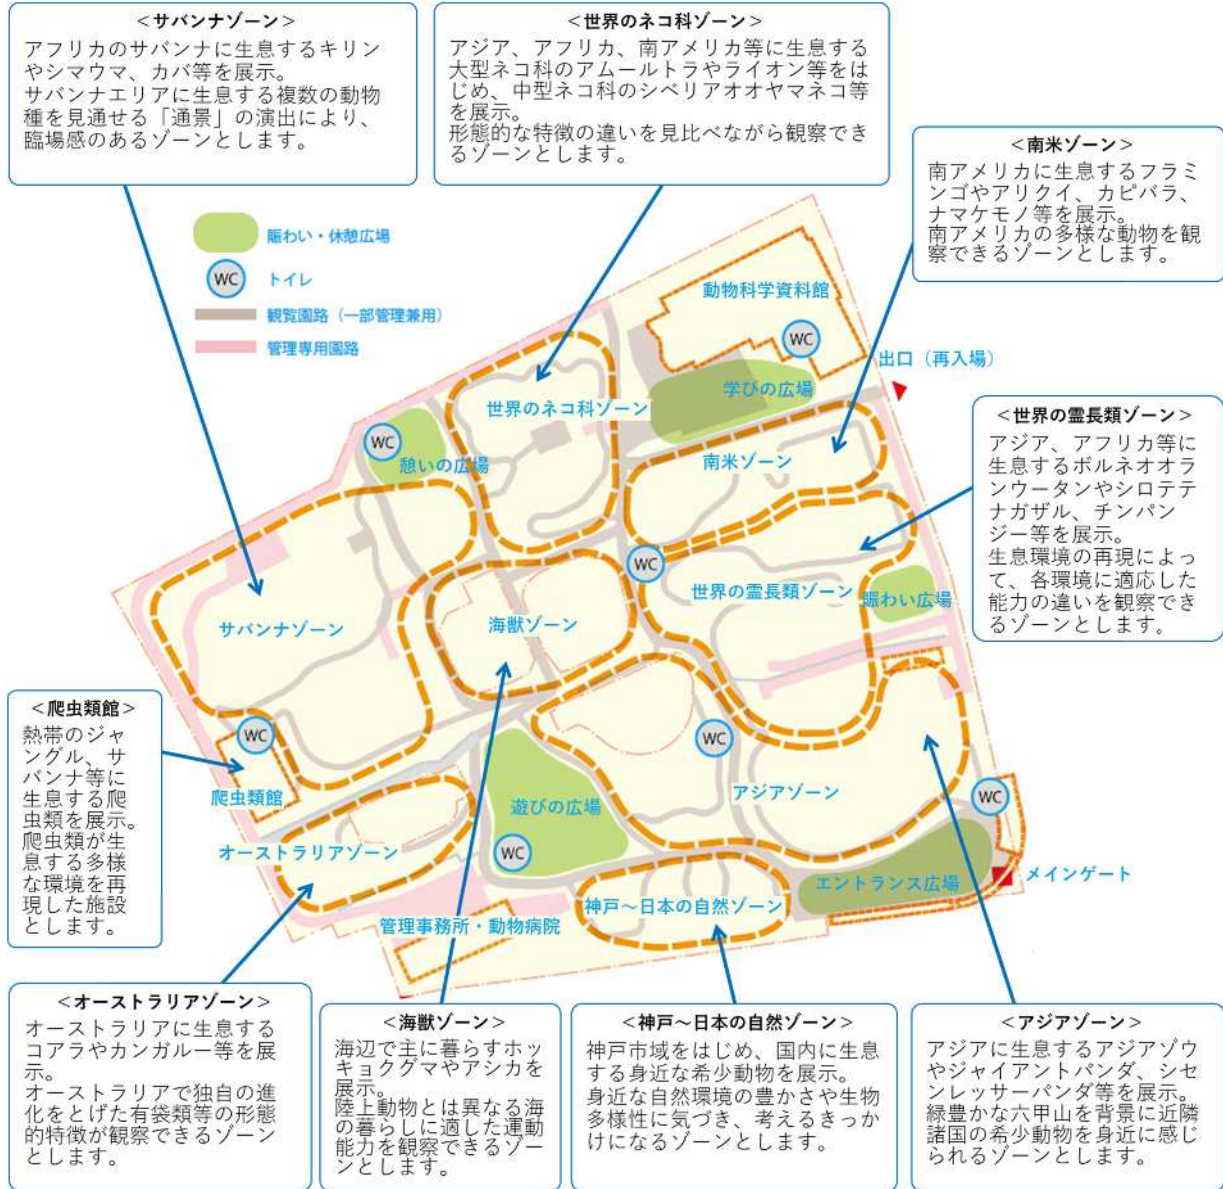 ＜サバンナゾーン＞
アフリカのサバンナに生息するキリン
やシマウマ、カバ等を展示。
サバンナエリアに生息する複数の動物
種を見通せる「通景」の演出により、
臨場感のあるゾーンとします。
＜世界のネコ科ゾーン＞
アジア、アフリカ、南アメリカ等に生息する
大型ネコ科のアムールトラやライオン等をは
じめ、中型ネコ科のシベリアオオヤマネコ等
を展示。
形態的な特徴の違いを見比べながら観察でき
るゾーンとします。
＜南米ゾーン＞
南アメリカに生息するフラミ
ンゴやアリクイ、カピバラ、
ナマケモノ等を展示。
南アメリカの多様な動物を観
察できるゾーンとします。
賑わい・休憩広場
WC
トイレ
観覧園路（一部管理兼用）
管理専用園路
動物科学資料館
WC
出口（再入場）
学びの広場
世界のネコ科ゾーン
WC
憩いの広場
南米ゾーン
＜世界の霊長類ゾーン＞
アジア、アフリカ等に
生息するボルネオオラ
ンウータンやシロテテ
ナガザル、チンパン
ジー等を展示。
生息環境の再現によっ
て、各環境に適応した
能力の違いを観察でき
るゾーンとします。
WC
世界の霊長類ゾーン
賑わい広場
サバンナゾーン
海獣ゾーン
＜爬虫類館＞
熱帯のジャ
ングル、サ
バンナ等に
生息する爬
虫類を展示。
爬虫類が生
息する多様
な環境を再
現した施設
とします。
WC
WC
爬虫類館
遊びの広場
アジアゾーン
WC
オーストラリアゾーン
WC
エントランス広場
メインゲート
管理事務所・動物病院
神戸～日本の自然ゾーン
＜オーストラリアゾーン＞
オーストラリアに生息する
コアラやカンガルー等を展
示。
オーストラリアで独自の進
化をとげた有袋類等の形態
的特徴が観察できるゾーン
とします。
＜海獣ゾーン＞
海辺で主に暮らすホッ
キョクグマやアシカを
展示。
陸上動物とは異なる海
の暮らしに適した運動
能力を観察できるゾー
ンとします。
＜神戸～日本の自然ゾーン＞
神戸市域をはじめ、国内に生息
する身近な希少動物を展示。
身近な自然環境の豊かさや生物
多様性に気づき、考えるきっか
けになるゾーンとします。
＜アジアゾーン＞
アジアに生息するアジアゾウ
やジャイアントパンダ、シセ
ンレッサーパンダ等を展示。
緑豊かな六甲山を背景に近隣
諸国の希少動物を身近に感じ
られるゾーンとします。